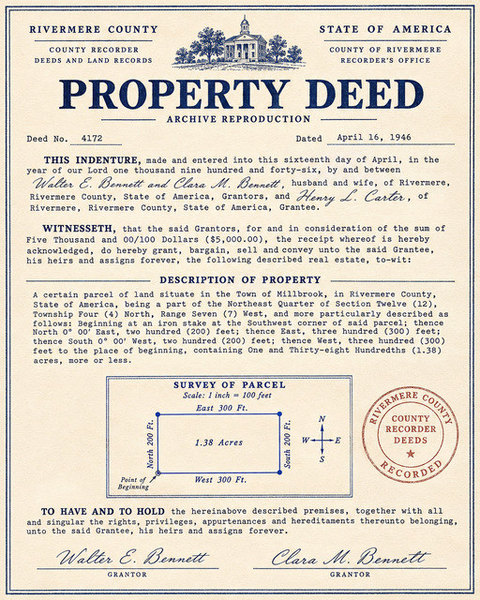 RIVERMERE COUNTY
COUNTY RECORDER
DEEDS AND LAND RECORDS
STATE OF AMERICA
COUNTY OF RIVERMERE
RECORDER'S OFFICE
PROPERTY DEED
ARCHIVE REPRODUCTION
Deed No. 4172
Dated April 16, 1946
THIS INDENTURE, made and entered into this sixteenth day of April, in the
year of our Lord one thousand nine hundred and forty-six, by and between
Walter E. Bennett and Clara M. Bennett, husband and wife, of Rivermere,
Rivermere County, State of America, Grantors, and Henry L. Carter, of
Rivermere, Rivermere County, State of America, Grantee.
WITNESSETH, that the said Grantors, for and in consideration of the sum of
Five Thousand and 00/100 Dollars ($5,000.00), the receipt whereof is hereby
acknowledged, do hereby grant, bargain, sell and convey unto the said Grantee,
his heirs and assigns forever, the following described real estate, to-wit:
DESCRIPTION OF PROPERTY
A certain parcel of land situate in the Town of Millbrook, in Rivermere County,
State of America, being a part of the Northeast Quarter of Section Twelve (12),
Township Four (4) North, Range Seven (7) West, and more particularly described as
follows: Beginning at an iron stake at the Southwest corner of said parcel; thence
North 0° 00' East, two hundred (200) feet; thence East, three hundred (300) feet;
thence South 0° 00' West, two hundred (200) feet; thence West, three hundred (300)
feet to the place of beginning, containing One and Thirty-eight Hundredths (1.38)
acres, more or less.
SURVEY OF PARCEL
Scale: 1 inch = 100 feet
East 300 Ft.
North 200 Ft.
1.38 Acres
South 200 Ft.
West 300 Ft.
Point of
Beginning
N
W E
S
RIVERMERE COUNTY
COUNTY
RECORDER
DEEDS
RECORDED
TO HAVE AND TO HOLD the hereinabove described premises, together with all
and singular the rights, privileges, appurtenances and hereditaments thereunto belonging,
unto the said Grantee, his heirs and assigns forever.
Walter E. Bennett
GRANTOR
Clara M. Bennett
GRANTOR